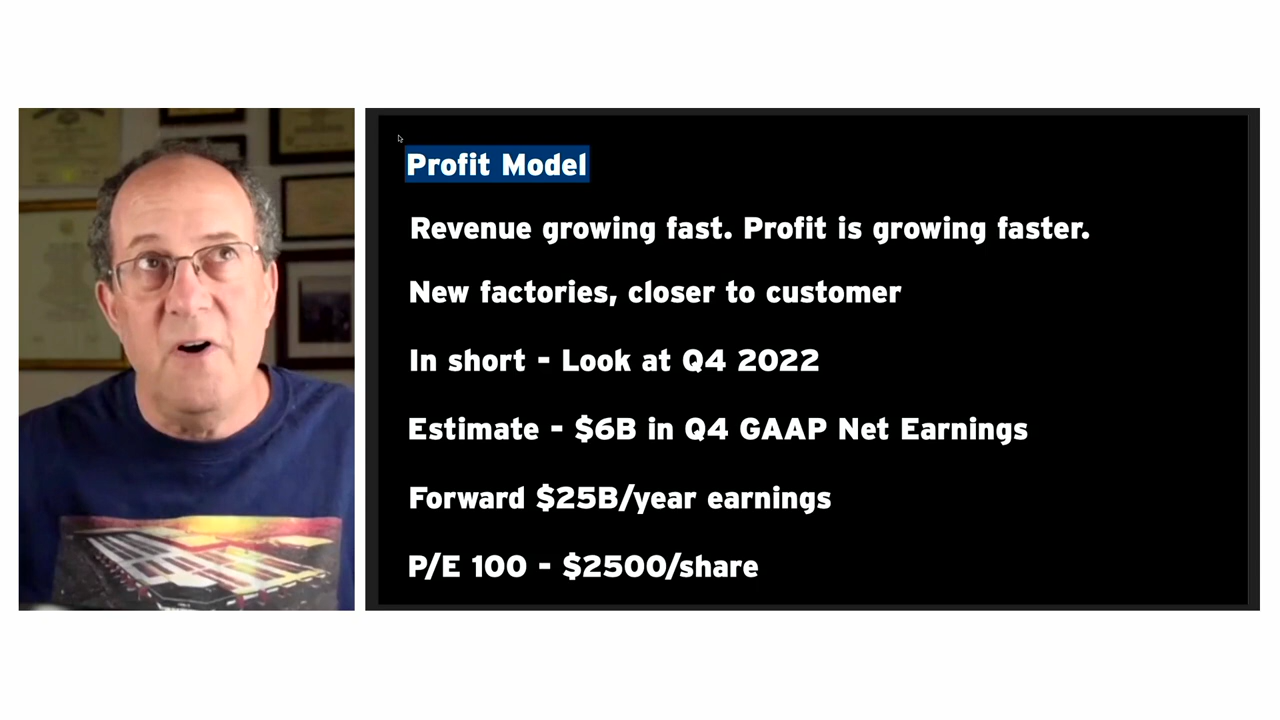 Profit Model
Revenue growing fast. Profit is growing faster.
New factories, closer to customer
In short - Look at Q4 2022
Estimate - $6B in Q4 GAAP Net Earnings
Forward $25B/year earnings
P/E 100 - $2500/share